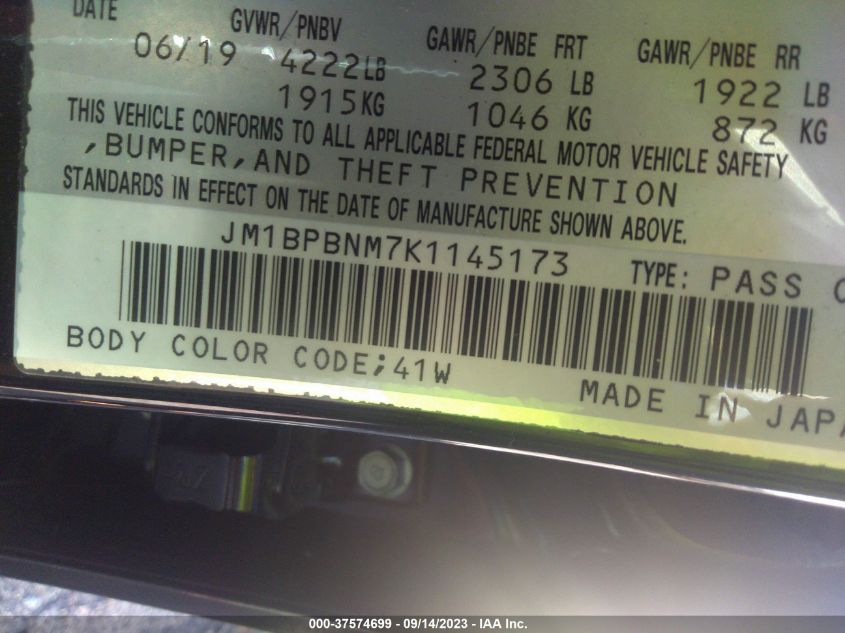 DATE GVWR/PNBV GAWR/PNBE FRT GAWR/PNBE RR
06/19 4222LB 2306 LB 1922 LB
1915KG 1046 KG 872 KG
THIS VEHICLE CONFORMS TO ALL APPLICABLE FEDERAL MOTOR VEHICLE SAFETY
,BUMPER,AND THEFT PREVENTION
STANDARDS IN EFFECT ON THE DATE OF MANUFACTURE SHOWN ABOVE.
JM1BPBNM7K1145173 TYPE: PASS
BODY COLOR CODE;41W MADE IN JAPA
000-37574699 - 09/14/2023 - IAA Inc.